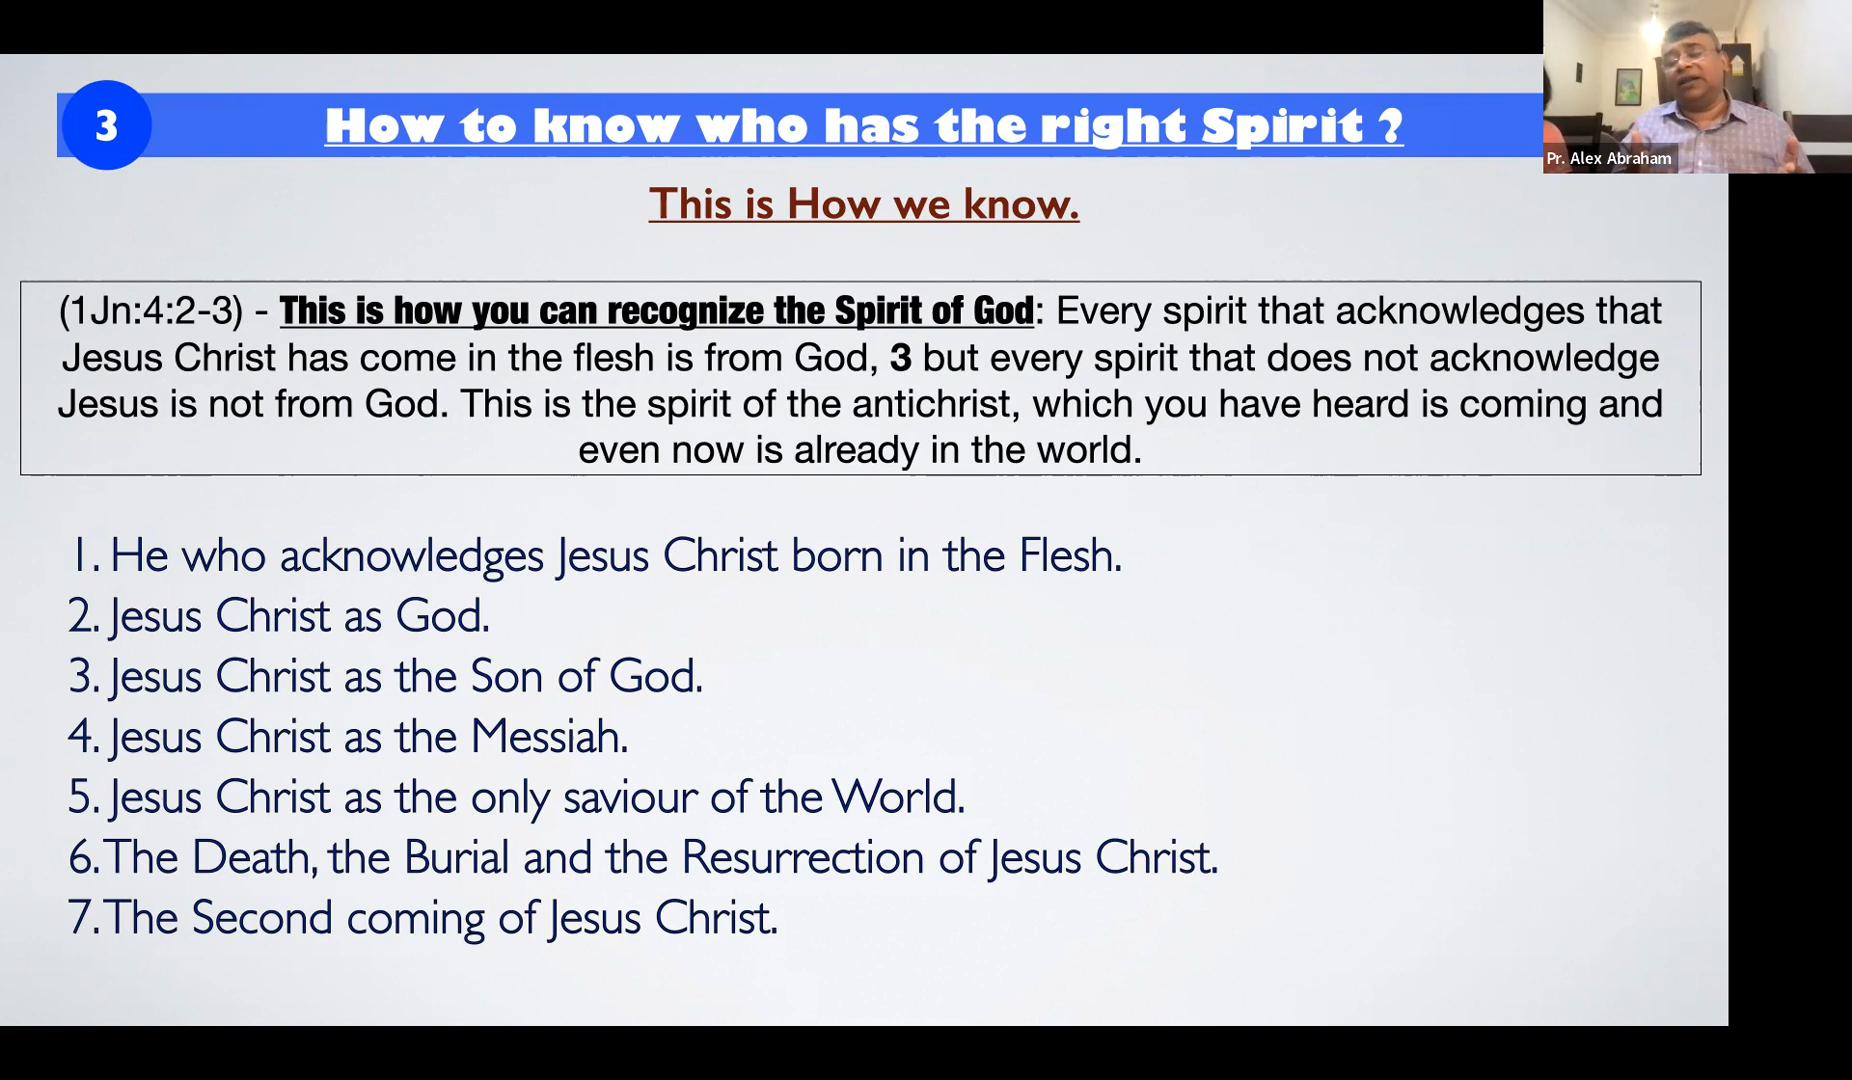 3
How to know who has the right Spirit ?
Pr. Alex Abraham
This is How we know.
(1Jn:4:2-3) - This is how you can recognize the Spirit of God: Every spirit that acknowledges that
Jesus Christ has come in the flesh is from God, 3 but every spirit that does not acknowledge
Jesus is not from God. This is the spirit of the antichrist, which you have heard is coming and
even now is already in the world.
1. He who acknowledges Jesus Christ born in the Flesh.
2. Jesus Christ as God.
3. Jesus Christ as the Son of God.
4. Jesus Christ as the Messiah.
5. Jesus Christ as the only saviour of the World.
6. The Death, the Burial and the Resurrection of Jesus Christ.
7. The Second coming of Jesus Christ.